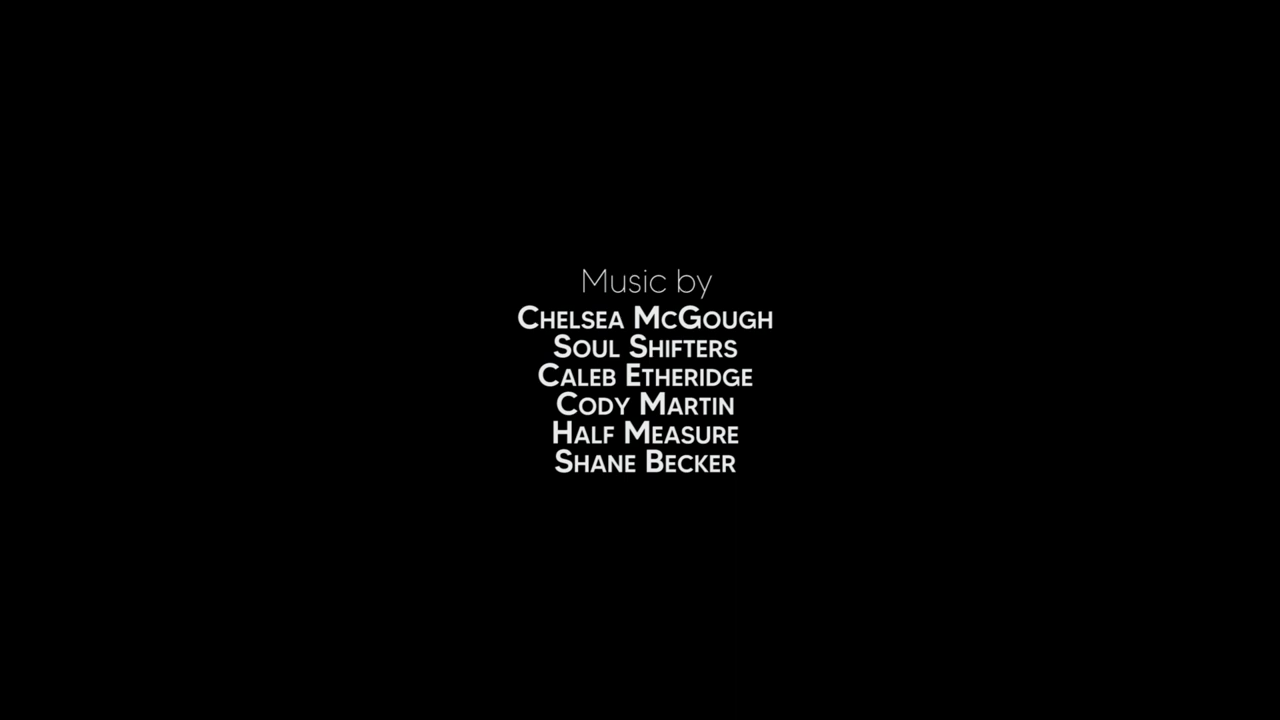 Music by
Chelsea McGough
Soul Shifters
Caleb Etheridge
Cody Martin
Half Measure
Shane Becker